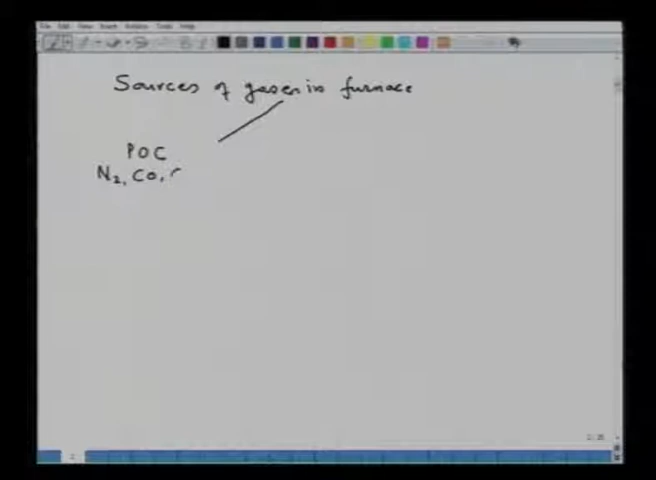 Sources of gases in furnace
POC
N2, CO,